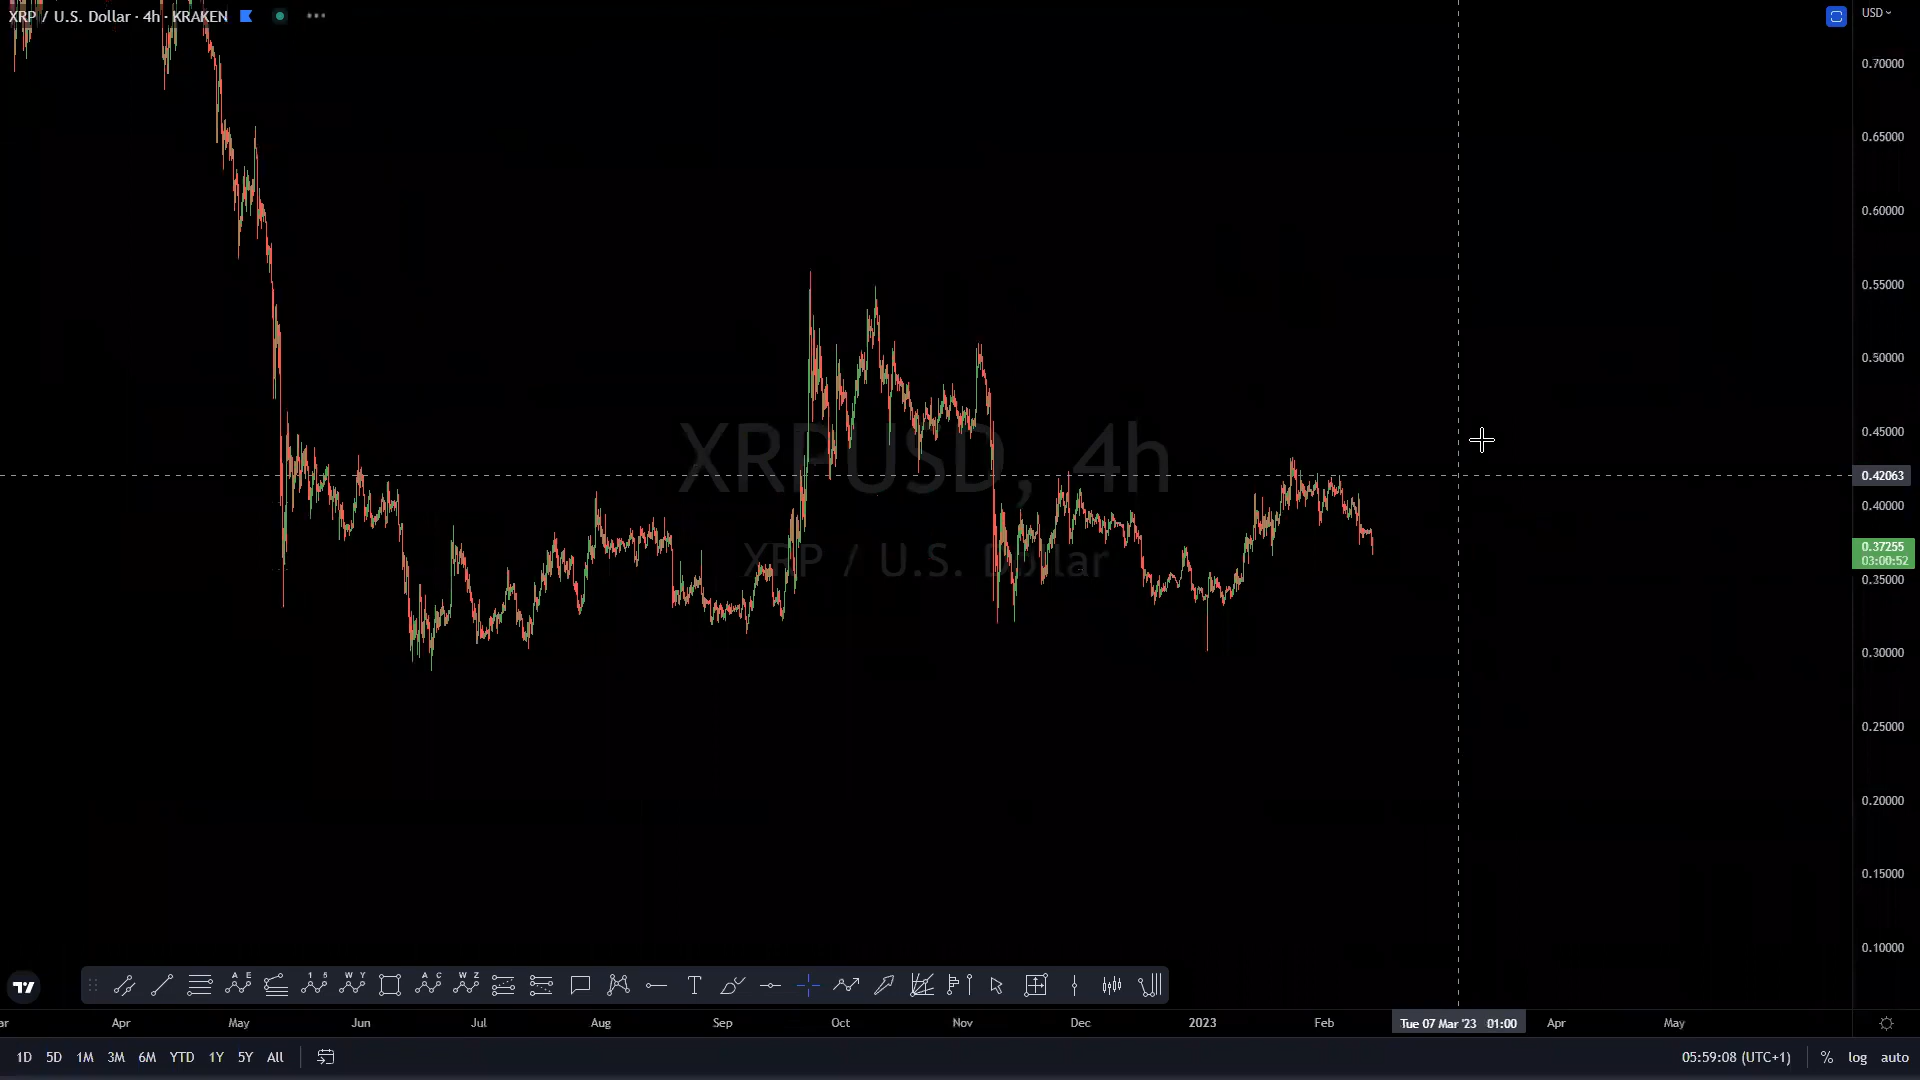 XRP / U.S. Dollar · 4h · KRAKEN
USD
0.70000
0.65000
0.60000
0.55000
0.50000
0.45000
0.42063
0.40000
0.37255
03:00:52
0.35000
0.30000
0.25000
0.20000
0.15000
0.10000
XRPUSD, 4h
XRP / U.S. Dollar
A E
1 5
W Y
A C
W Z
T
ar Apr May Jun Jul Aug Sep Oct Nov Dec 2023 Feb Tue 07 Mar '23 01:00 Apr May
1D 5D 1M 3M 6M YTD 1Y 5Y All 05:59:08 (UTC+1) % log auto